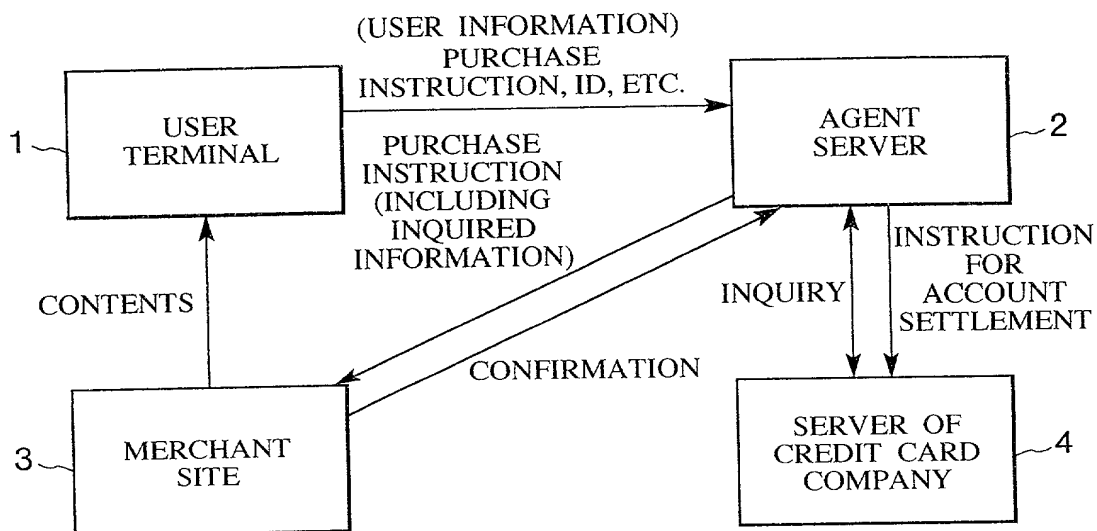 (USER INFORMATION)
PURCHASE
INSTRUCTION, ID, ETC.
1
USER
TERMINAL
AGENT
SERVER
2
PURCHASE
INSTRUCTION
(INCLUDING
INQUIRED
INFORMATION)
CONTENTS
INQUIRY
INSTRUCTION
FOR
ACCOUNT
SETTLEMENT
CONFIRMATION
3
MERCHANT
SITE
SERVER OF
CREDIT CARD
COMPANY
4